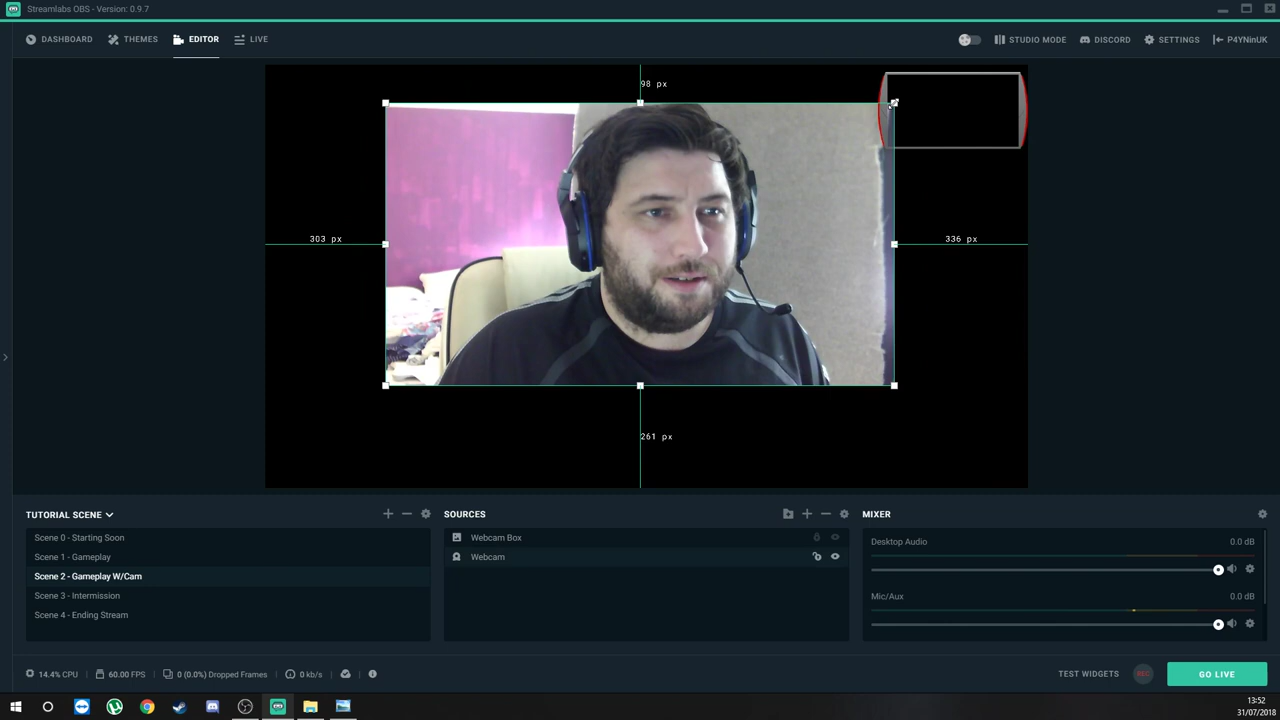 Streamlabs OBS - Version: 0.9.7
DASHBOARD THEMES EDITOR LIVE STUDIO MODE DISCORD SETTINGS P4YNinUK
98 px
303 px 336 px
261 px
TUTORIAL SCENE SOURCES MIXER
Scene 0 - Starting Soon
Scene 1 - Gameplay
Scene 2 - Gameplay W/Cam
Scene 3 - Intermission
Scene 4 - Ending Stream
Webcam Box
Webcam
Desktop Audio 0.0 dB
Mic/Aux 0.0 dB
14.4% CPU 60.00 FPS 0 (0.0%) Dropped Frames 0 kb/s TEST WIDGETS REC GO LIVE
13:52
31/07/2018